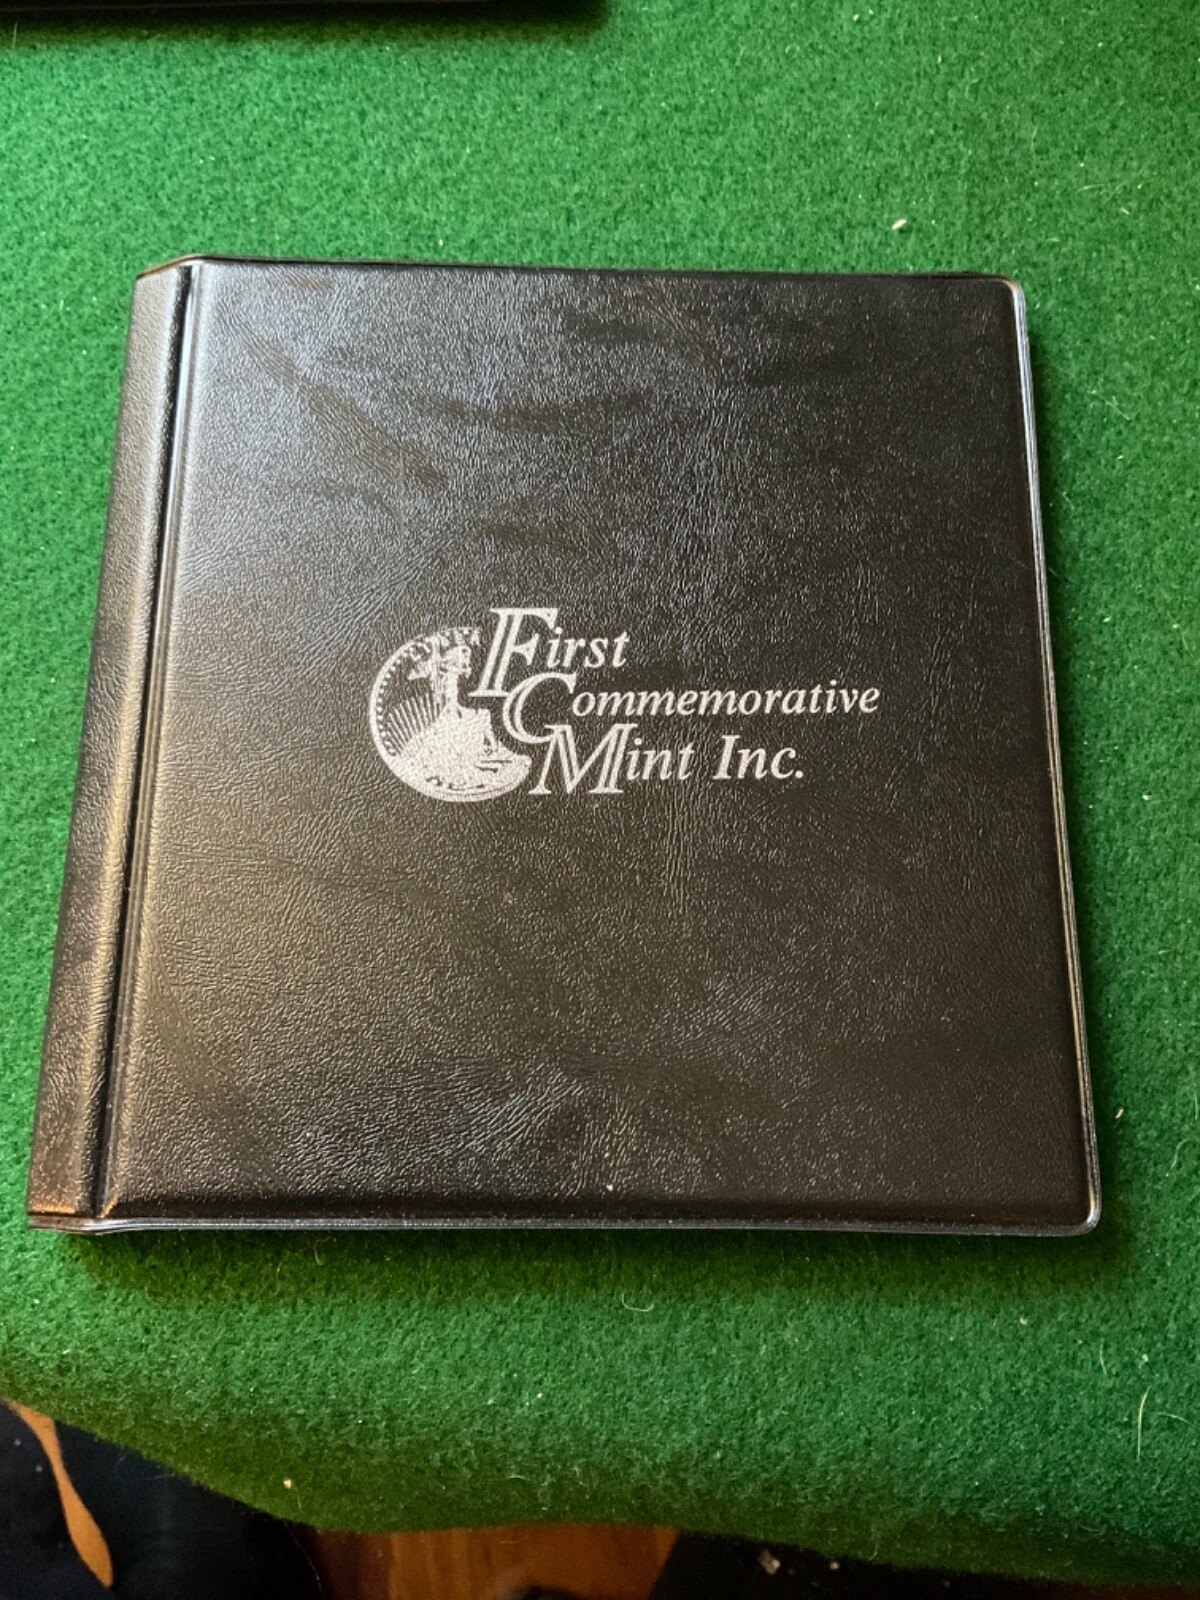 First
Commemorative
Mint Inc.